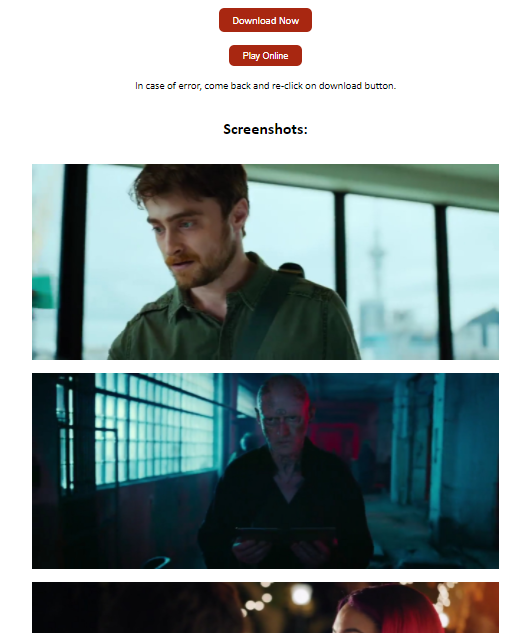 Download Now
Play Online
In case of error, come back and re-click on download button.
Screenshots: